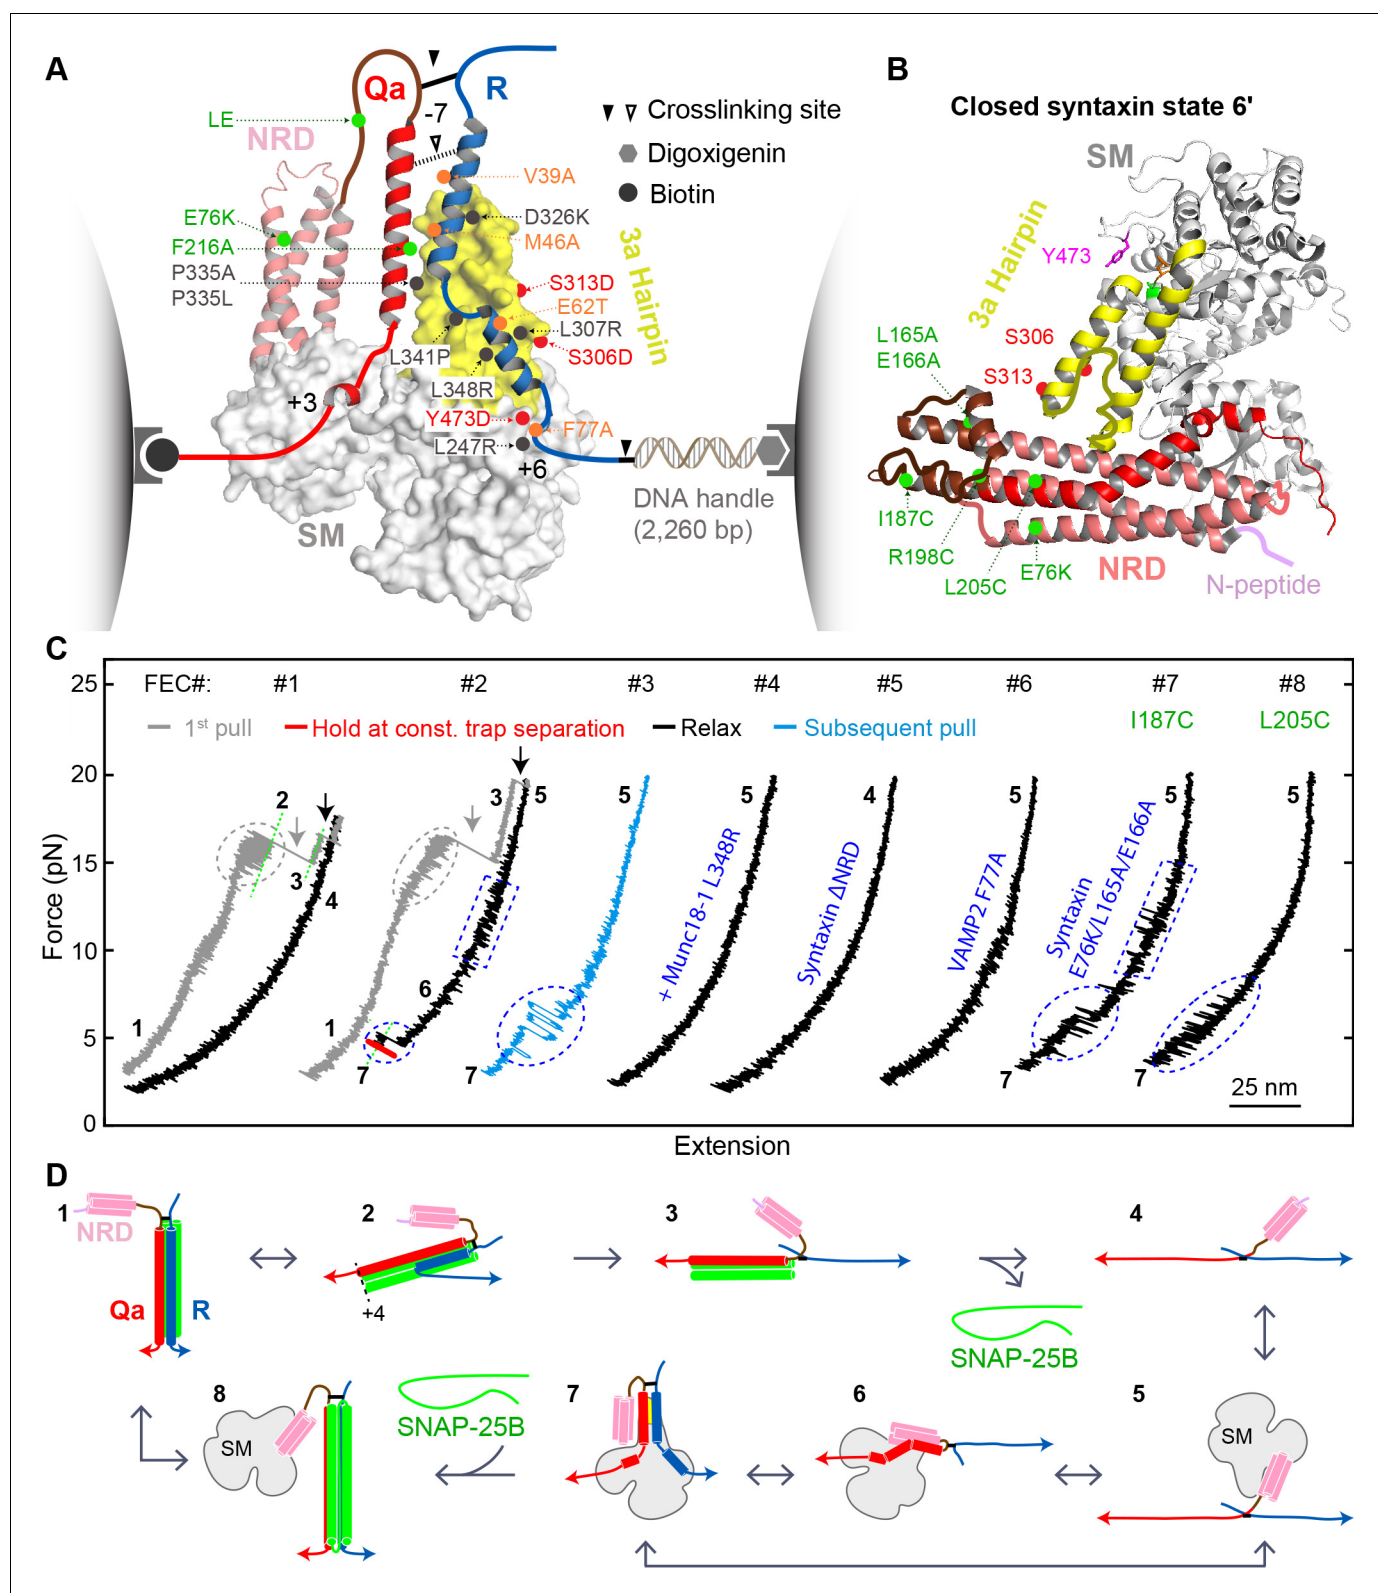 A
Qa
R
-7
LE
NRD
Crosslinking site
Digoxigenin
Biotin
V39A
E76K
D326K
F216A
M46A
P335A
P335L
3a Hairpin
S313D
E62T
L307R
L341P
S306D
L348R
+3
Y473D
F77A
L247R
+6
SM
DNA handle
(2,260 bp)
B
Closed syntaxin state 6'
SM
3a Hairpin
Y473
L165A
E166A
S306
S313
I187C
R198C
L205C
E76K
NRD
N-peptide
C
FEC#:
#1
#2
#3
#4
#5
#6
#7
#8
I187C
L205C
1st pull
Hold at const. trap separation
Relax
Subsequent pull
25
20
15
10
5
0
Force (pN)
1
2
3
4
1
3
5
6
7
5
7
5
+ Munc18-1 L348R
4
Syntaxin ΔNRD
5
VAMP2 F77A
5
Syntaxin
E76K/L165A/E166A
7
5
7
25 nm
Extension
D
1
NRD
Qa
R
2
+4
3
4
SNAP-25B
8
SM
SNAP-25B
7
6
5
SM